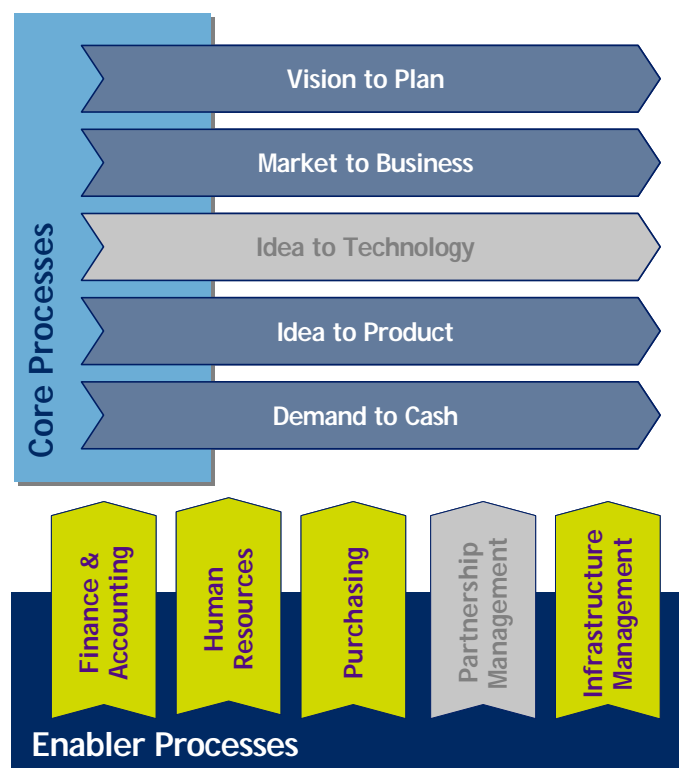 Core Processes
Vision to Plan
Market to Business
Idea to Technology
Idea to Product
Demand to Cash
Finance &
Accounting
Human
Resources
Purchasing
Partnership
Management
Infrastructure
Management
Enabler Processes